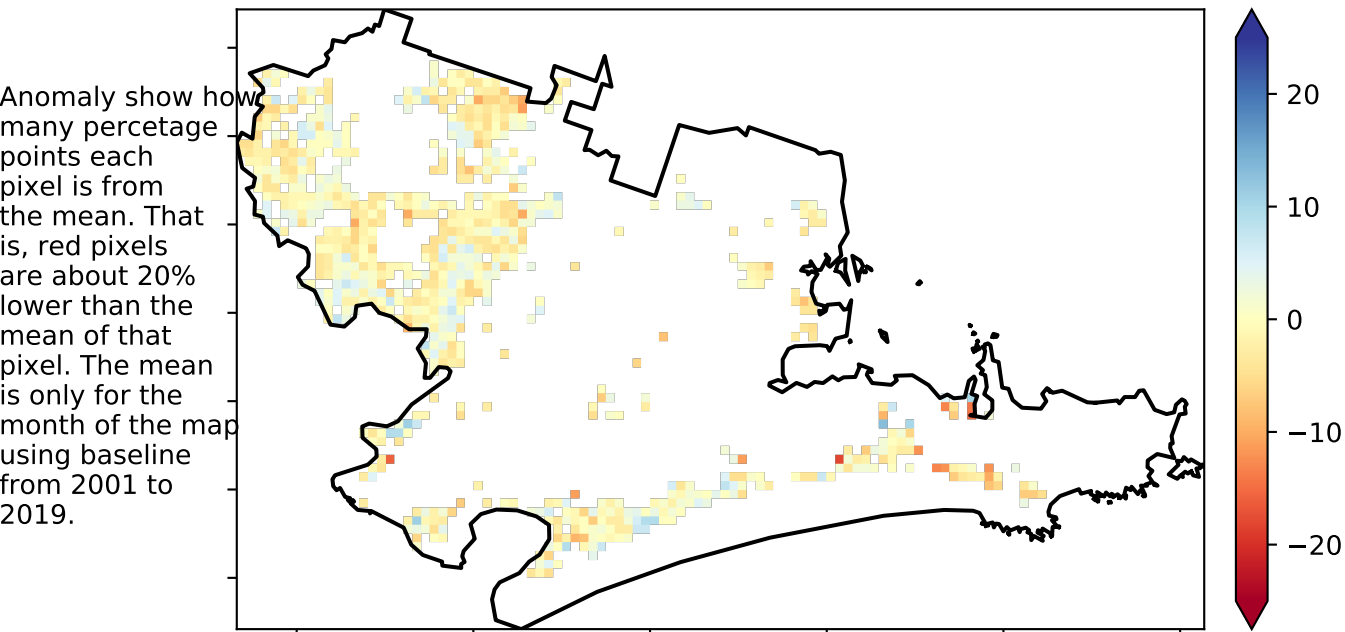 Anomaly show how
many percetage
points each
pixel is from
the mean. That
is, red pixels
are about 20%
lower than the
mean of that
pixel. The mean
is only for the
month of the map
using baseline
from 2001 to
2019.
20
10
0
−10
−20